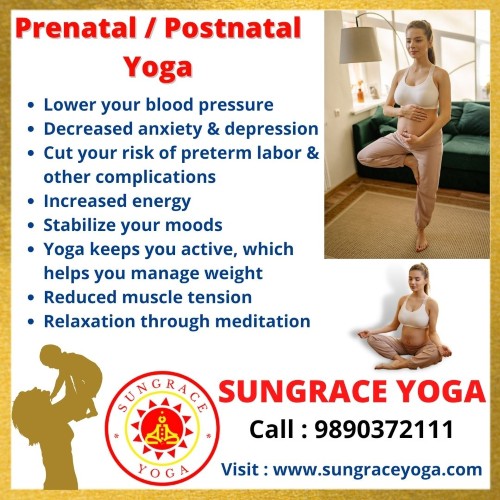 Prenatal / Postnatal
Yoga
• Lower your blood pressure
• Decreased anxiety & depression
• Cut your risk of preterm labor &
other complications
• Increased energy
• Stabilize your moods
• Yoga keeps you active, which
helps you manage weight
• Reduced muscle tension
• Relaxation through meditation
SUNGRACE
YOGA
SUNGRACE YOGA
Call : 9890372111
Visit : www.sungraceyoga.com